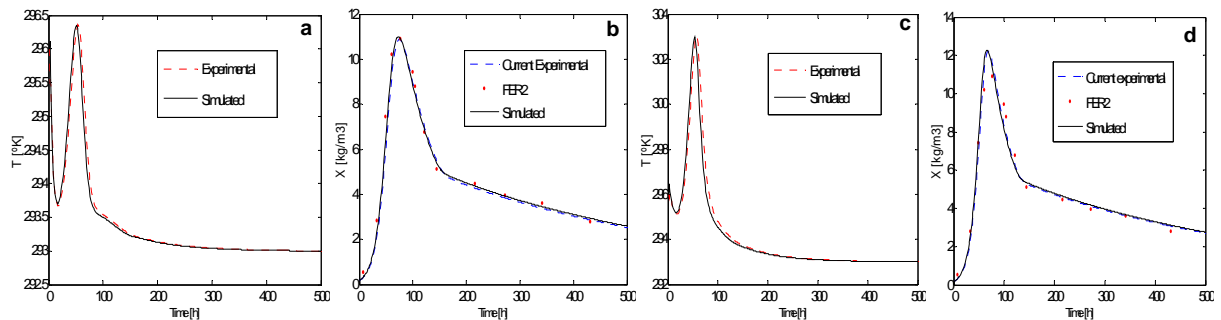 a
296.5
296
295.5
295
294.5
294
293.5
293
292.5
T [ºK]
0
100
200
300
400
500
Time [h]
Experimental
Simulated
b
12
10
8
6
4
2
0
X [kg/m3]
0
100
200
300
400
500
Time [h]
Current Experimental
FER2
Simulated
c
304
302
300
298
296
294
292
T [ºK]
0
100
200
300
400
500
Time [h]
Experimental
Simulated
d
14
12
10
8
6
4
2
0
X [kg/m3]
0
100
200
300
400
500
Time [h]
Current experimental
FER2
Simulated